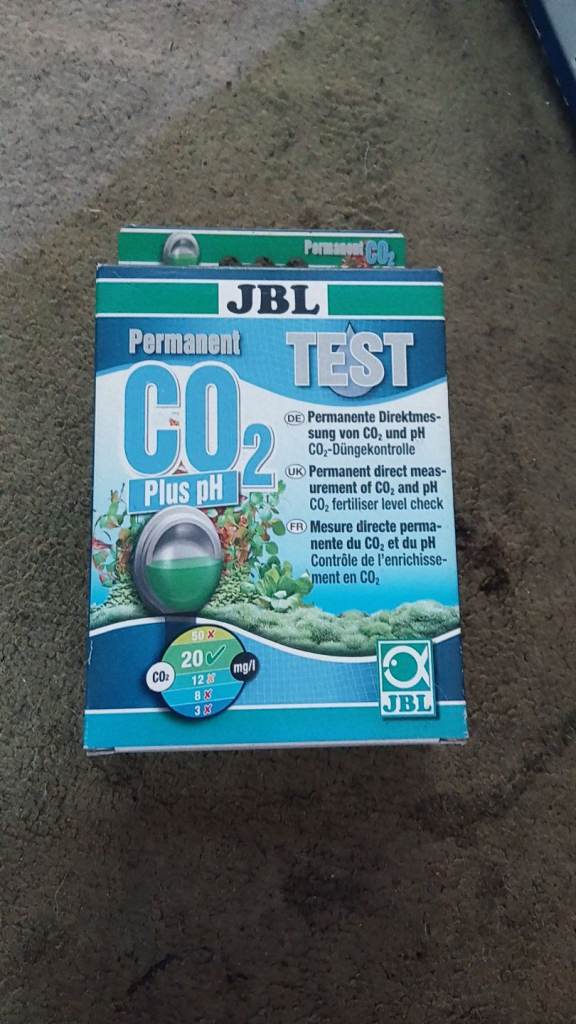 Permanent CO₂
JBL
Permanent TEST
CO₂
Plus pH
DE Permanente Direktmes-
sung von CO₂ und pH
CO₂-Düngekontrolle
UK Permanent direct meas-
urement of CO₂ and pH
CO₂ fertiliser level check
FR Mesure directe perma-
nente du CO₂ et du pH
Contrôle de l'enrichisse-
ment en CO₂
50 ✗
20 ✓
CO₂ 12 ✗ mg/l
8 ✗
3 ✗
JBL